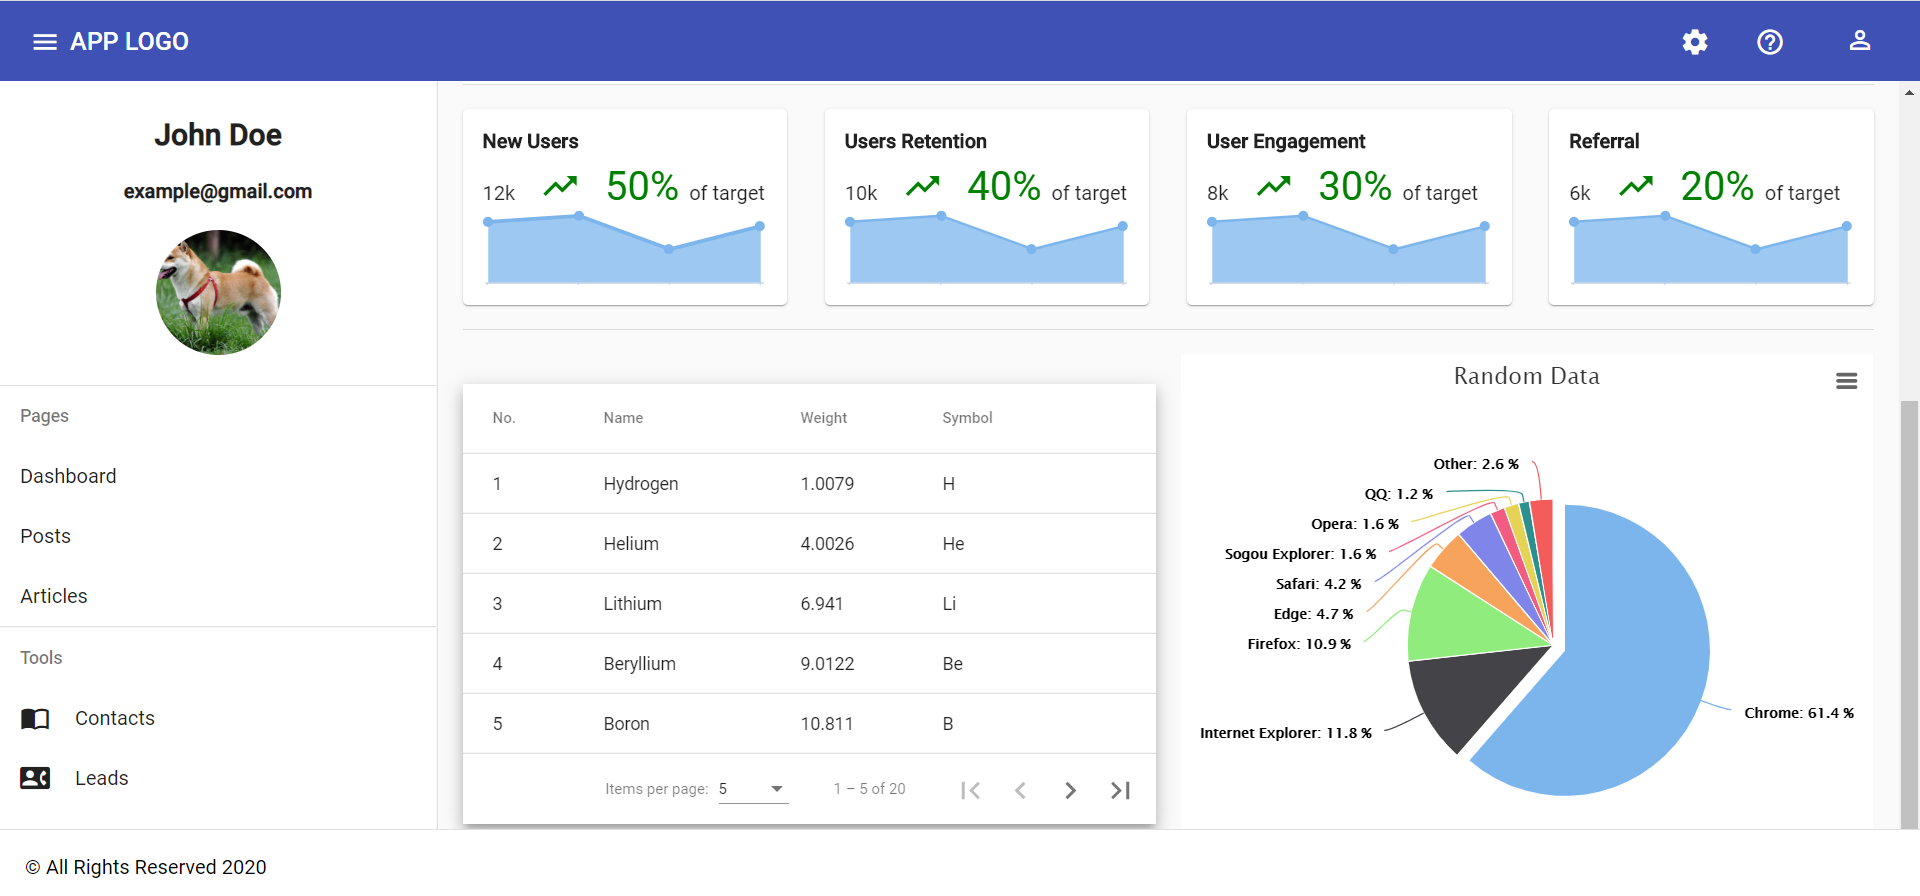 APP LOGO
John Doe
example@gmail.com
Pages
Dashboard
Posts
Articles
Tools
Contacts
Leads
New Users
12k 50% of target
Users Retention
10k 40% of target
User Engagement
8k 30% of target
Referral
6k 20% of target
No. Name Weight Symbol
1 Hydrogen 1.0079 H
2 Helium 4.0026 He
3 Lithium 6.941 Li
4 Beryllium 9.0122 Be
5 Boron 10.811 B
Items per page: 5 1 – 5 of 20
Random Data
Other: 2.6 %
QQ: 1.2 %
Opera: 1.6 %
Sogou Explorer: 1.6 %
Safari: 4.2 %
Edge: 4.7 %
Firefox: 10.9 %
Internet Explorer: 11.8 %
Chrome: 61.4 %
© All Rights Reserved 2020